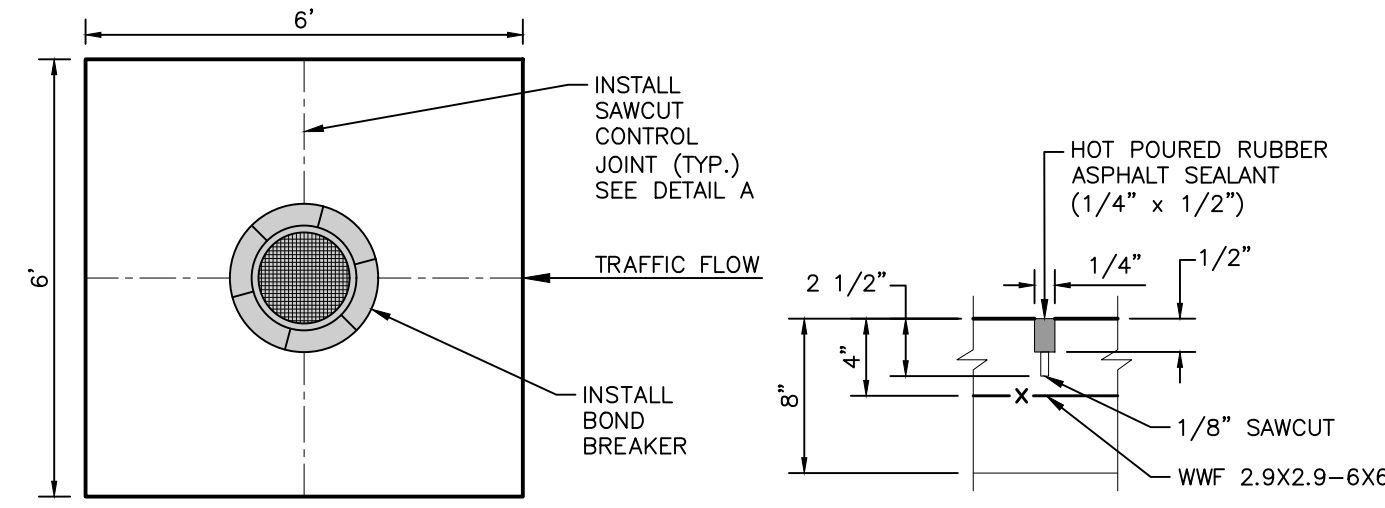 6'
6'
INSTALL
SAWCUT
CONTROL
JOINT (TYP.)
SEE DETAIL A
TRAFFIC FLOW
INSTALL
BOND
BREAKER
HOT POURED RUBBER
ASPHALT SEALANT
(1/4" x 1/2")
1/4"
1/2"
2 1/2"
4"
8"
X
1/8" SAWCUT
WWF 2.9X2.9-6X6